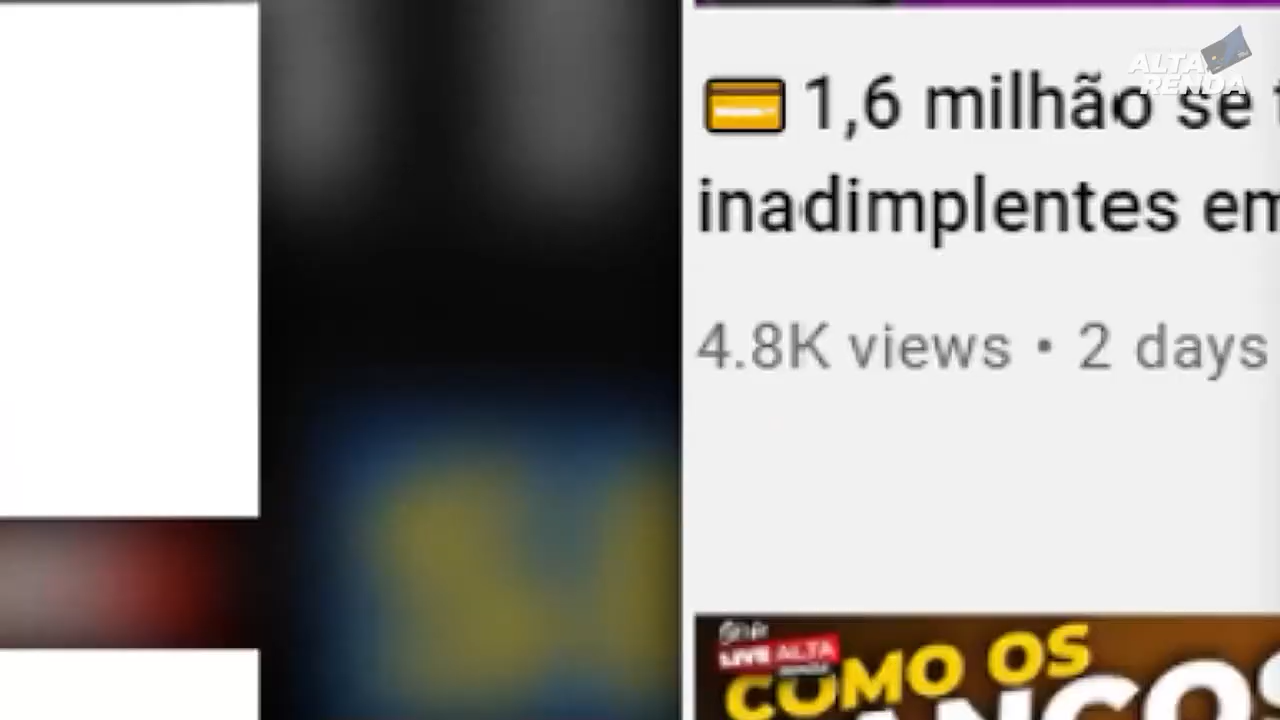 ALTA
RENDA
1,6 milhão se
inadimplentes em
4.8K views • 2 days
LIVE ALTA
COMO OS